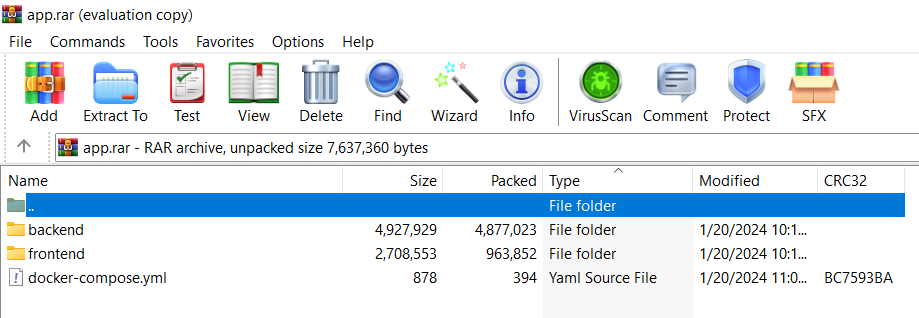 app.rar (evaluation copy)
File Commands Tools Favorites Options Help
Add Extract To Test View Delete Find Wizard Info VirusScan Comment Protect SFX
app.rar - RAR archive, unpacked size 7,637,360 bytes
Name Size Packed Type Modified CRC32
.. File folder
backend 4,927,929 4,877,023 File folder 1/20/2024 10:1...
frontend 2,708,553 963,852 File folder 1/20/2024 10:1...
docker-compose.yml 878 394 Yaml Source File 1/20/2024 11:0... BC7593BA